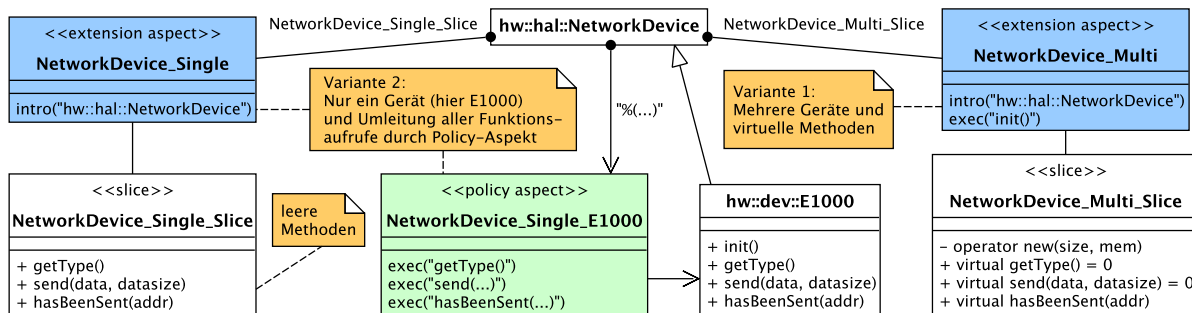 <<extension aspect>>
NetworkDevice_Single
intro("hw::hal::NetworkDevice")
NetworkDevice_Single_Slice
hw::hal::NetworkDevice
NetworkDevice_Multi_Slice
<<extension aspect>>
NetworkDevice_Multi
intro("hw::hal::NetworkDevice")
exec("init()")
Variante 2:
Nur ein Gerät (hier E1000)
und Umleitung aller Funktions-
aufrufe durch Policy-Aspekt
"%(...)"
Variante 1:
Mehrere Geräte und
virtuelle Methoden
<<slice>>
NetworkDevice_Single_Slice
+ getType()
+ send(data, datasize)
+ hasBeenSent(addr)
leere
Methoden
<<policy aspect>>
NetworkDevice_Single_E1000
exec("getType()")
exec("send(...)")
exec("hasBeenSent(...)")
hw::dev::E1000
+ init()
+ getType()
+ send(data, datasize)
+ hasBeenSent(addr)
<<slice>>
NetworkDevice_Multi_Slice
– operator new(size, mem)
+ virtual getType() = 0
+ virtual send(data, datasize) = 0
+ virtual hasBeenSent(addr)